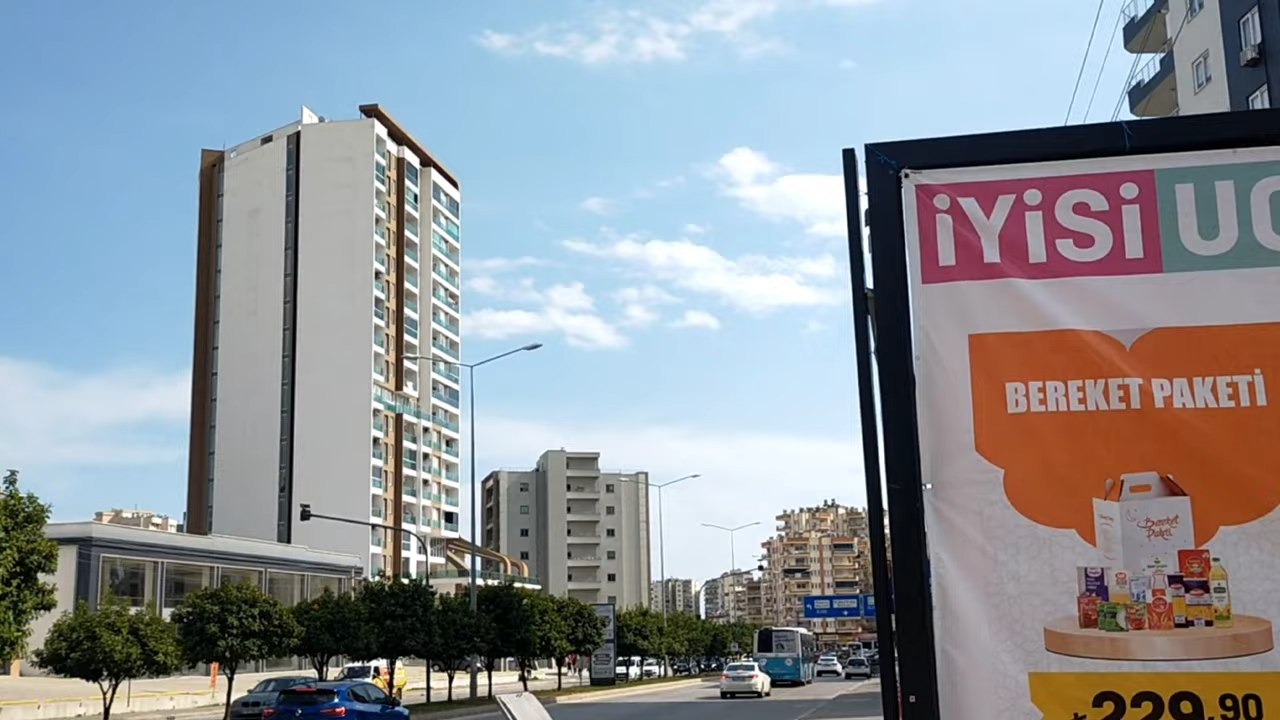 iYiSi UC
BEREKET PAKETİ
Bereket
Paketi
₺229.90